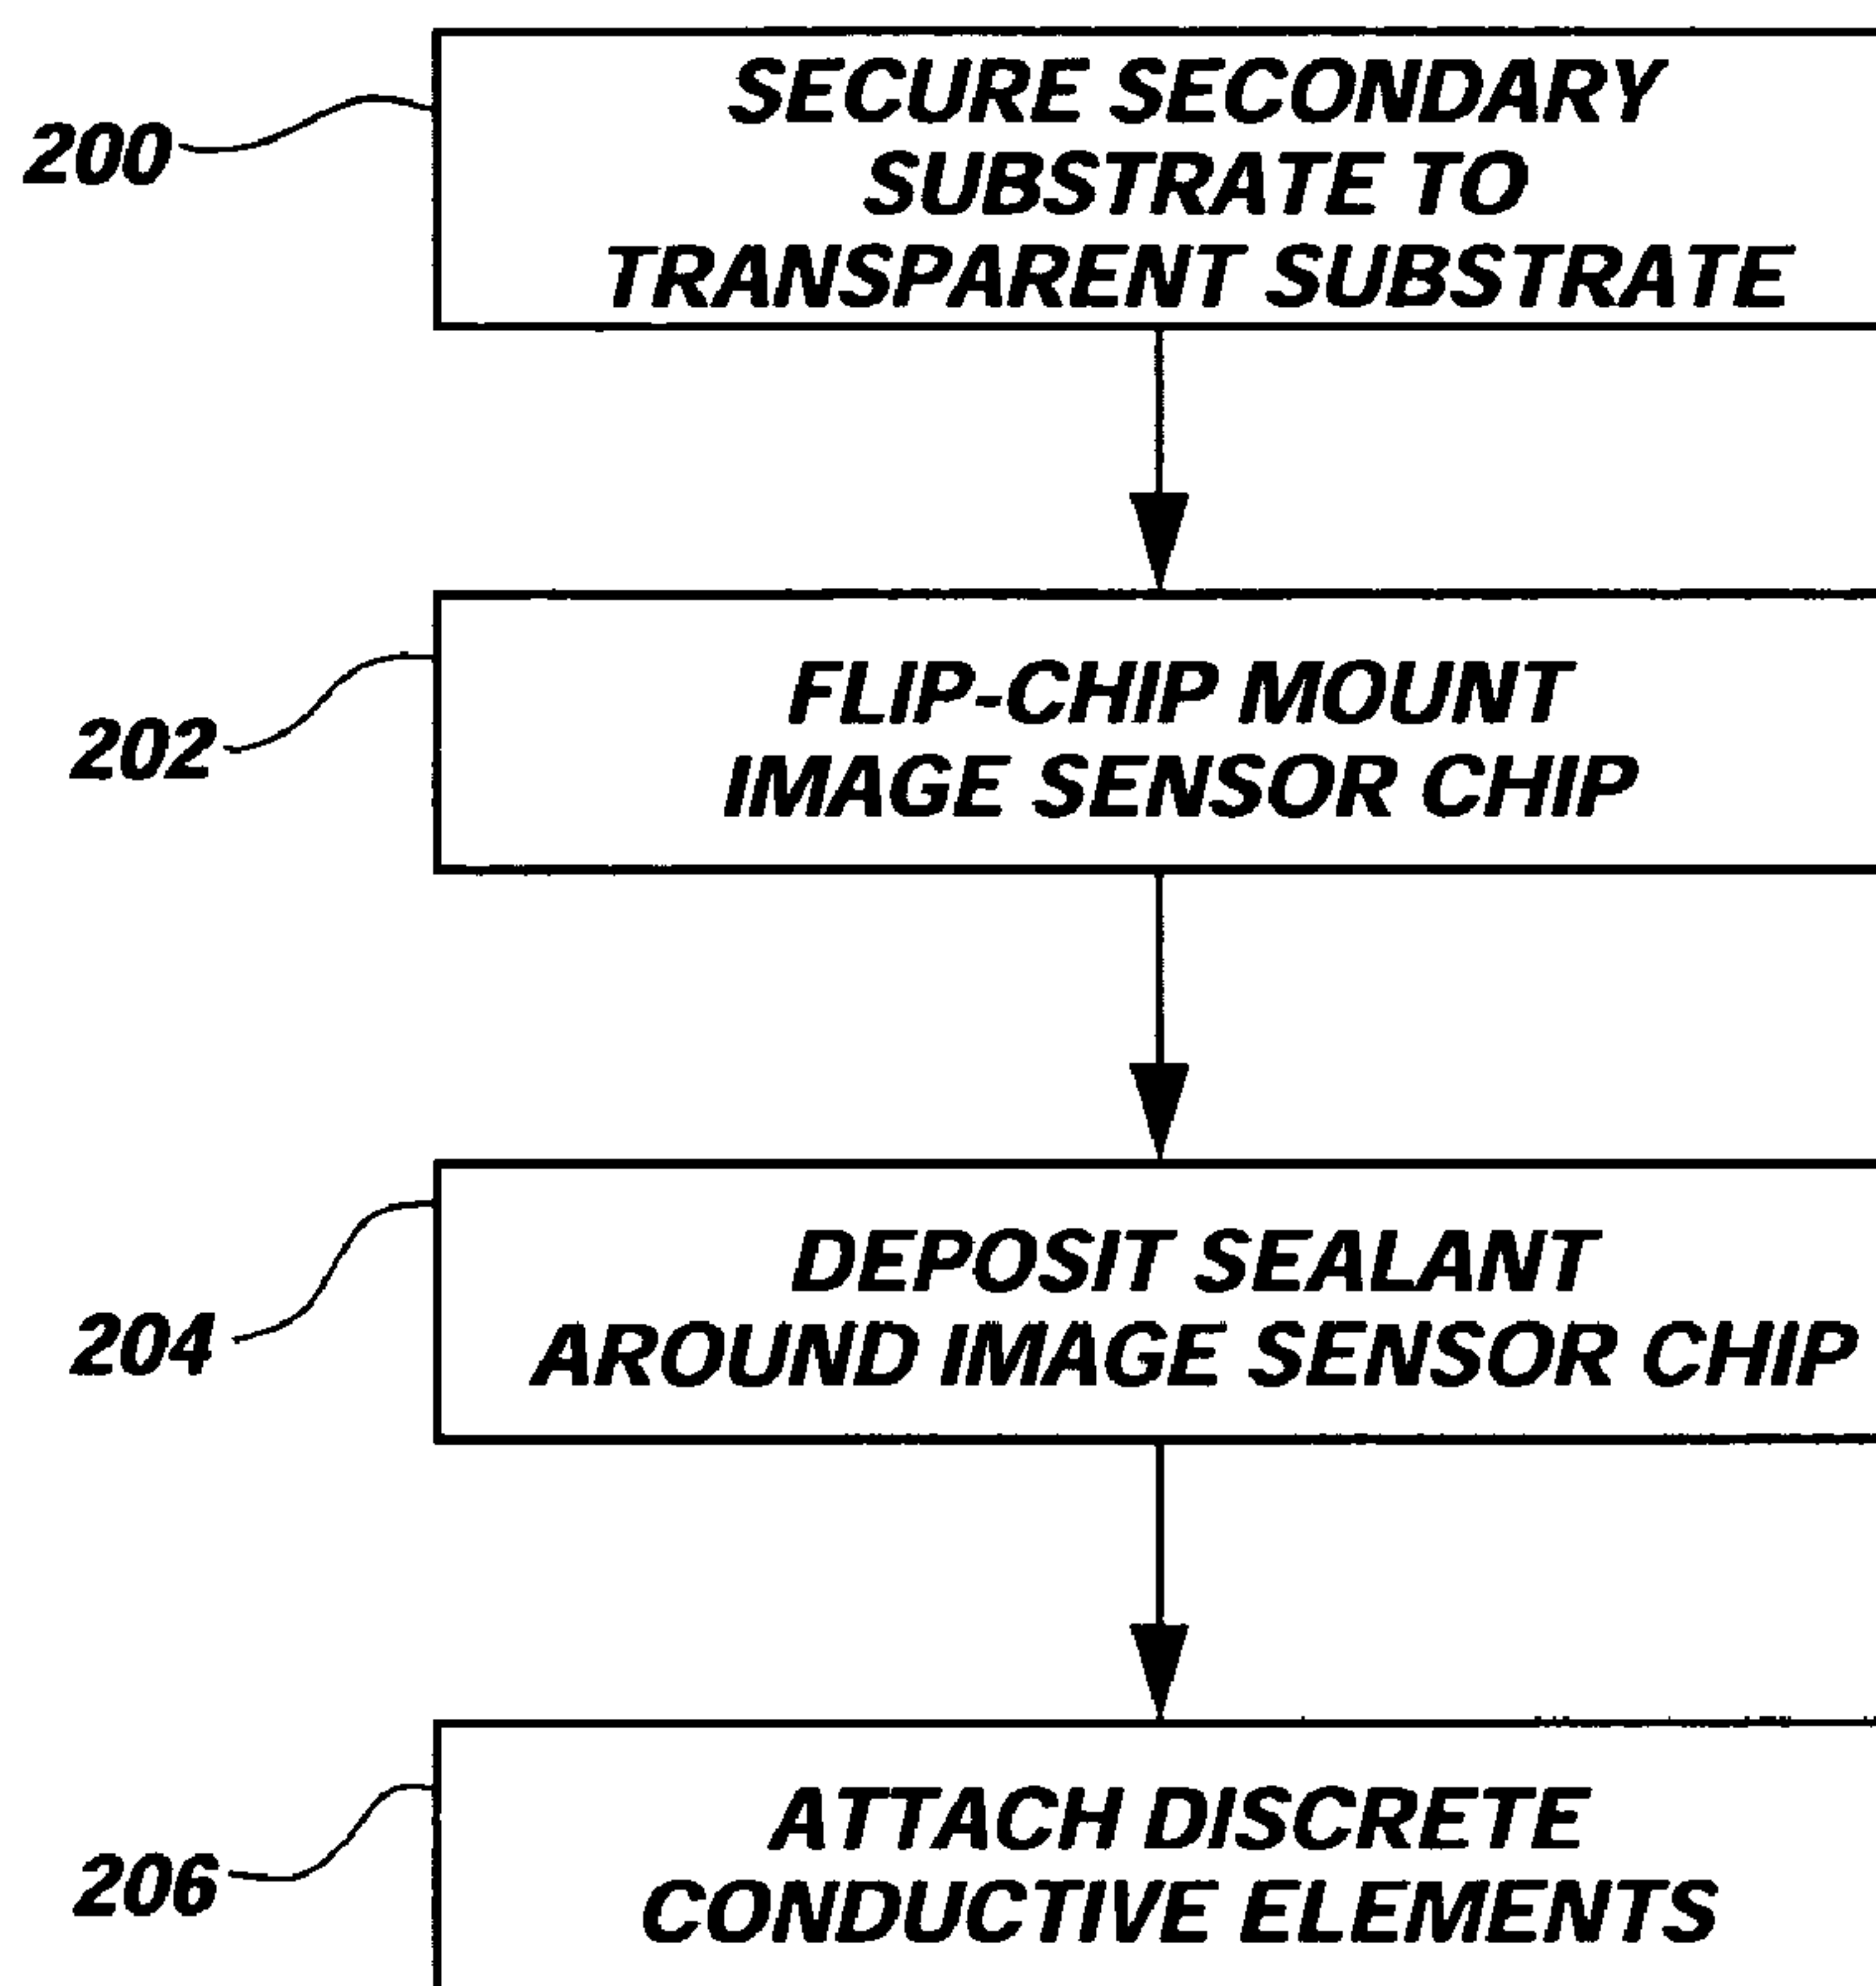 200
SECURE SECONDARY
SUBSTRATE TO
TRANSPARENT SUBSTRATE
202
FLIP-CHIP MOUNT
IMAGE SENSOR CHIP
204
DEPOSIT SEALANT
AROUND IMAGE SENSOR CHIP
206
ATTACH DISCRETE
CONDUCTIVE ELEMENTS